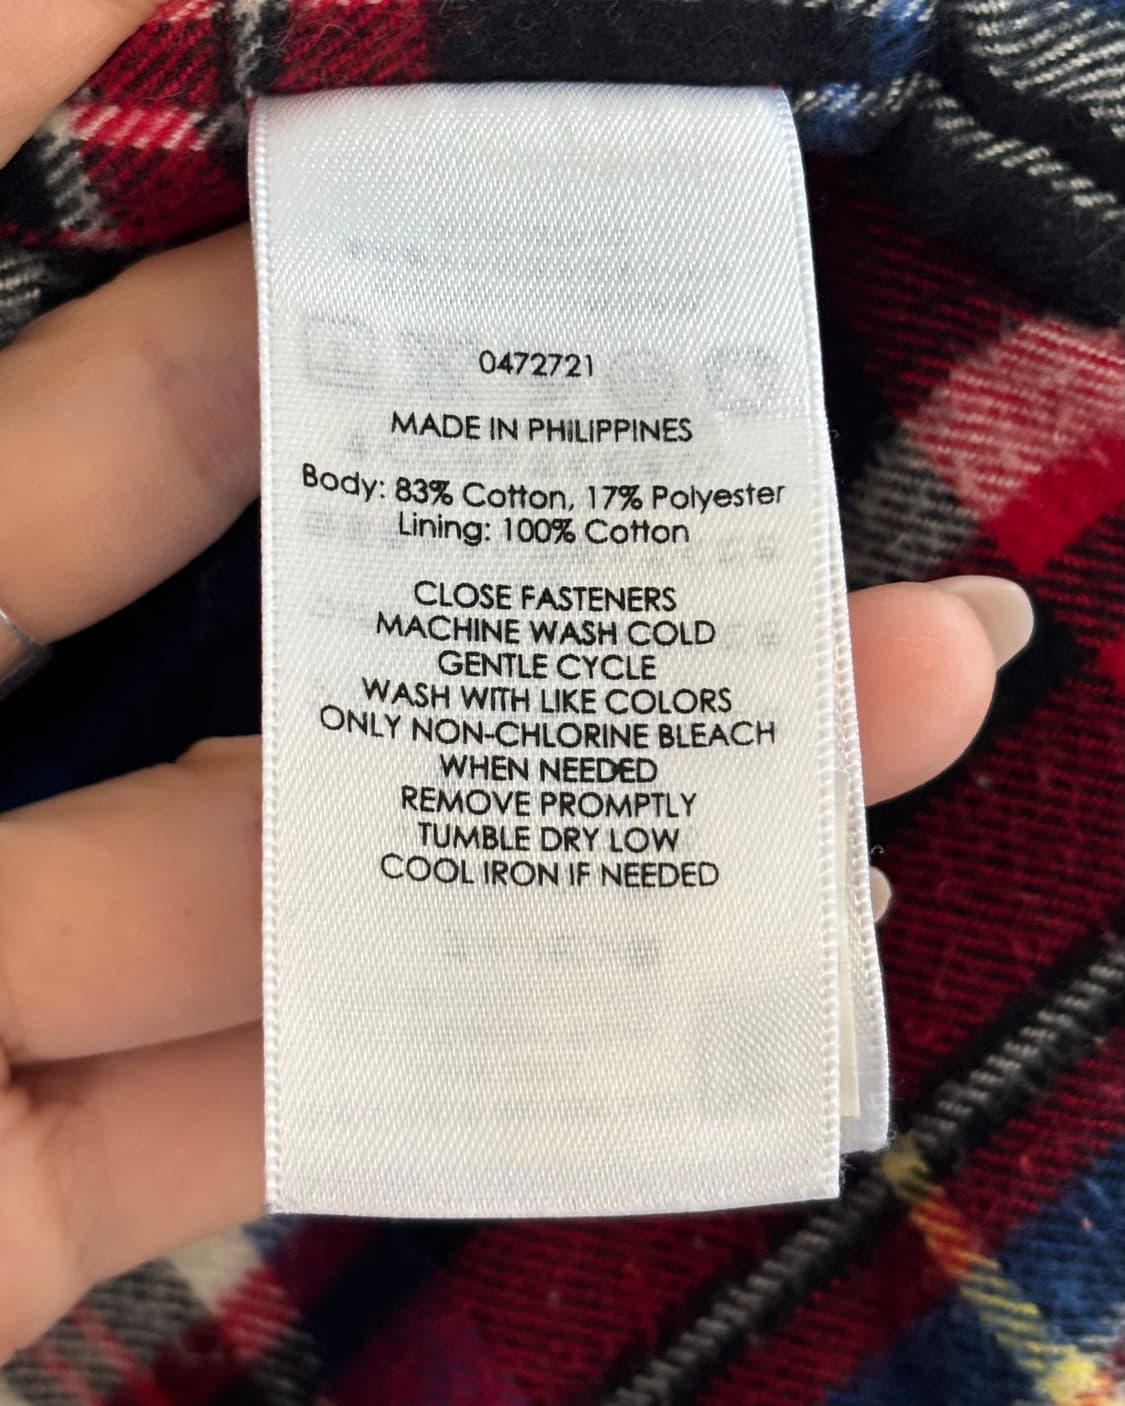 0472721
MADE IN PHILIPPINES
Body: 83% Cotton, 17% Polyester
Lining: 100% Cotton
CLOSE FASTENERS
MACHINE WASH COLD
GENTLE CYCLE
WASH WITH LIKE COLORS
ONLY NON-CHLORINE BLEACH
WHEN NEEDED
REMOVE PROMPTLY
TUMBLE DRY LOW
COOL IRON IF NEEDED